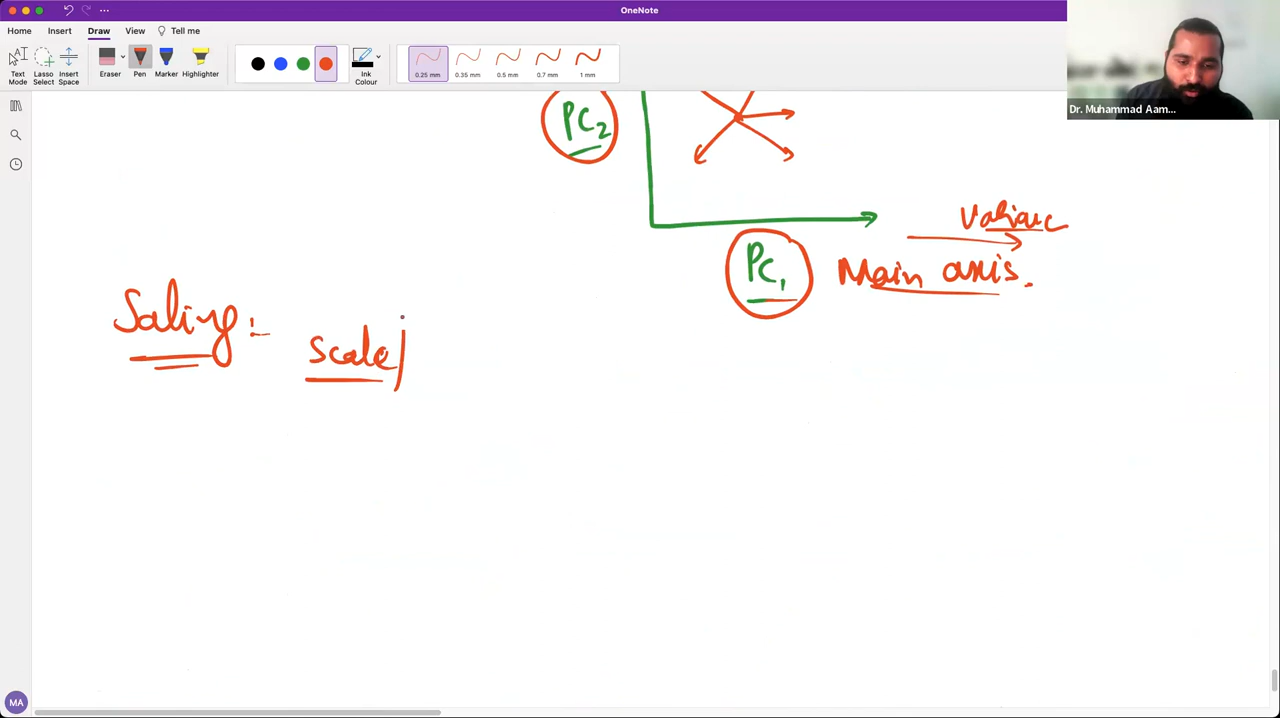 OneNote
Home Insert Draw View Tell me
Text Mode
Lasso Select
Insert Space
Eraser
Pen
Marker
Highlighter
Ink Colour
0.25 mm
0.35 mm
0.5 mm
0.7 mm
1 mm
Dr. Muhammad Aam...
PC2
Varianc
PC1 Main axis.
Saling:-
scale/
MA